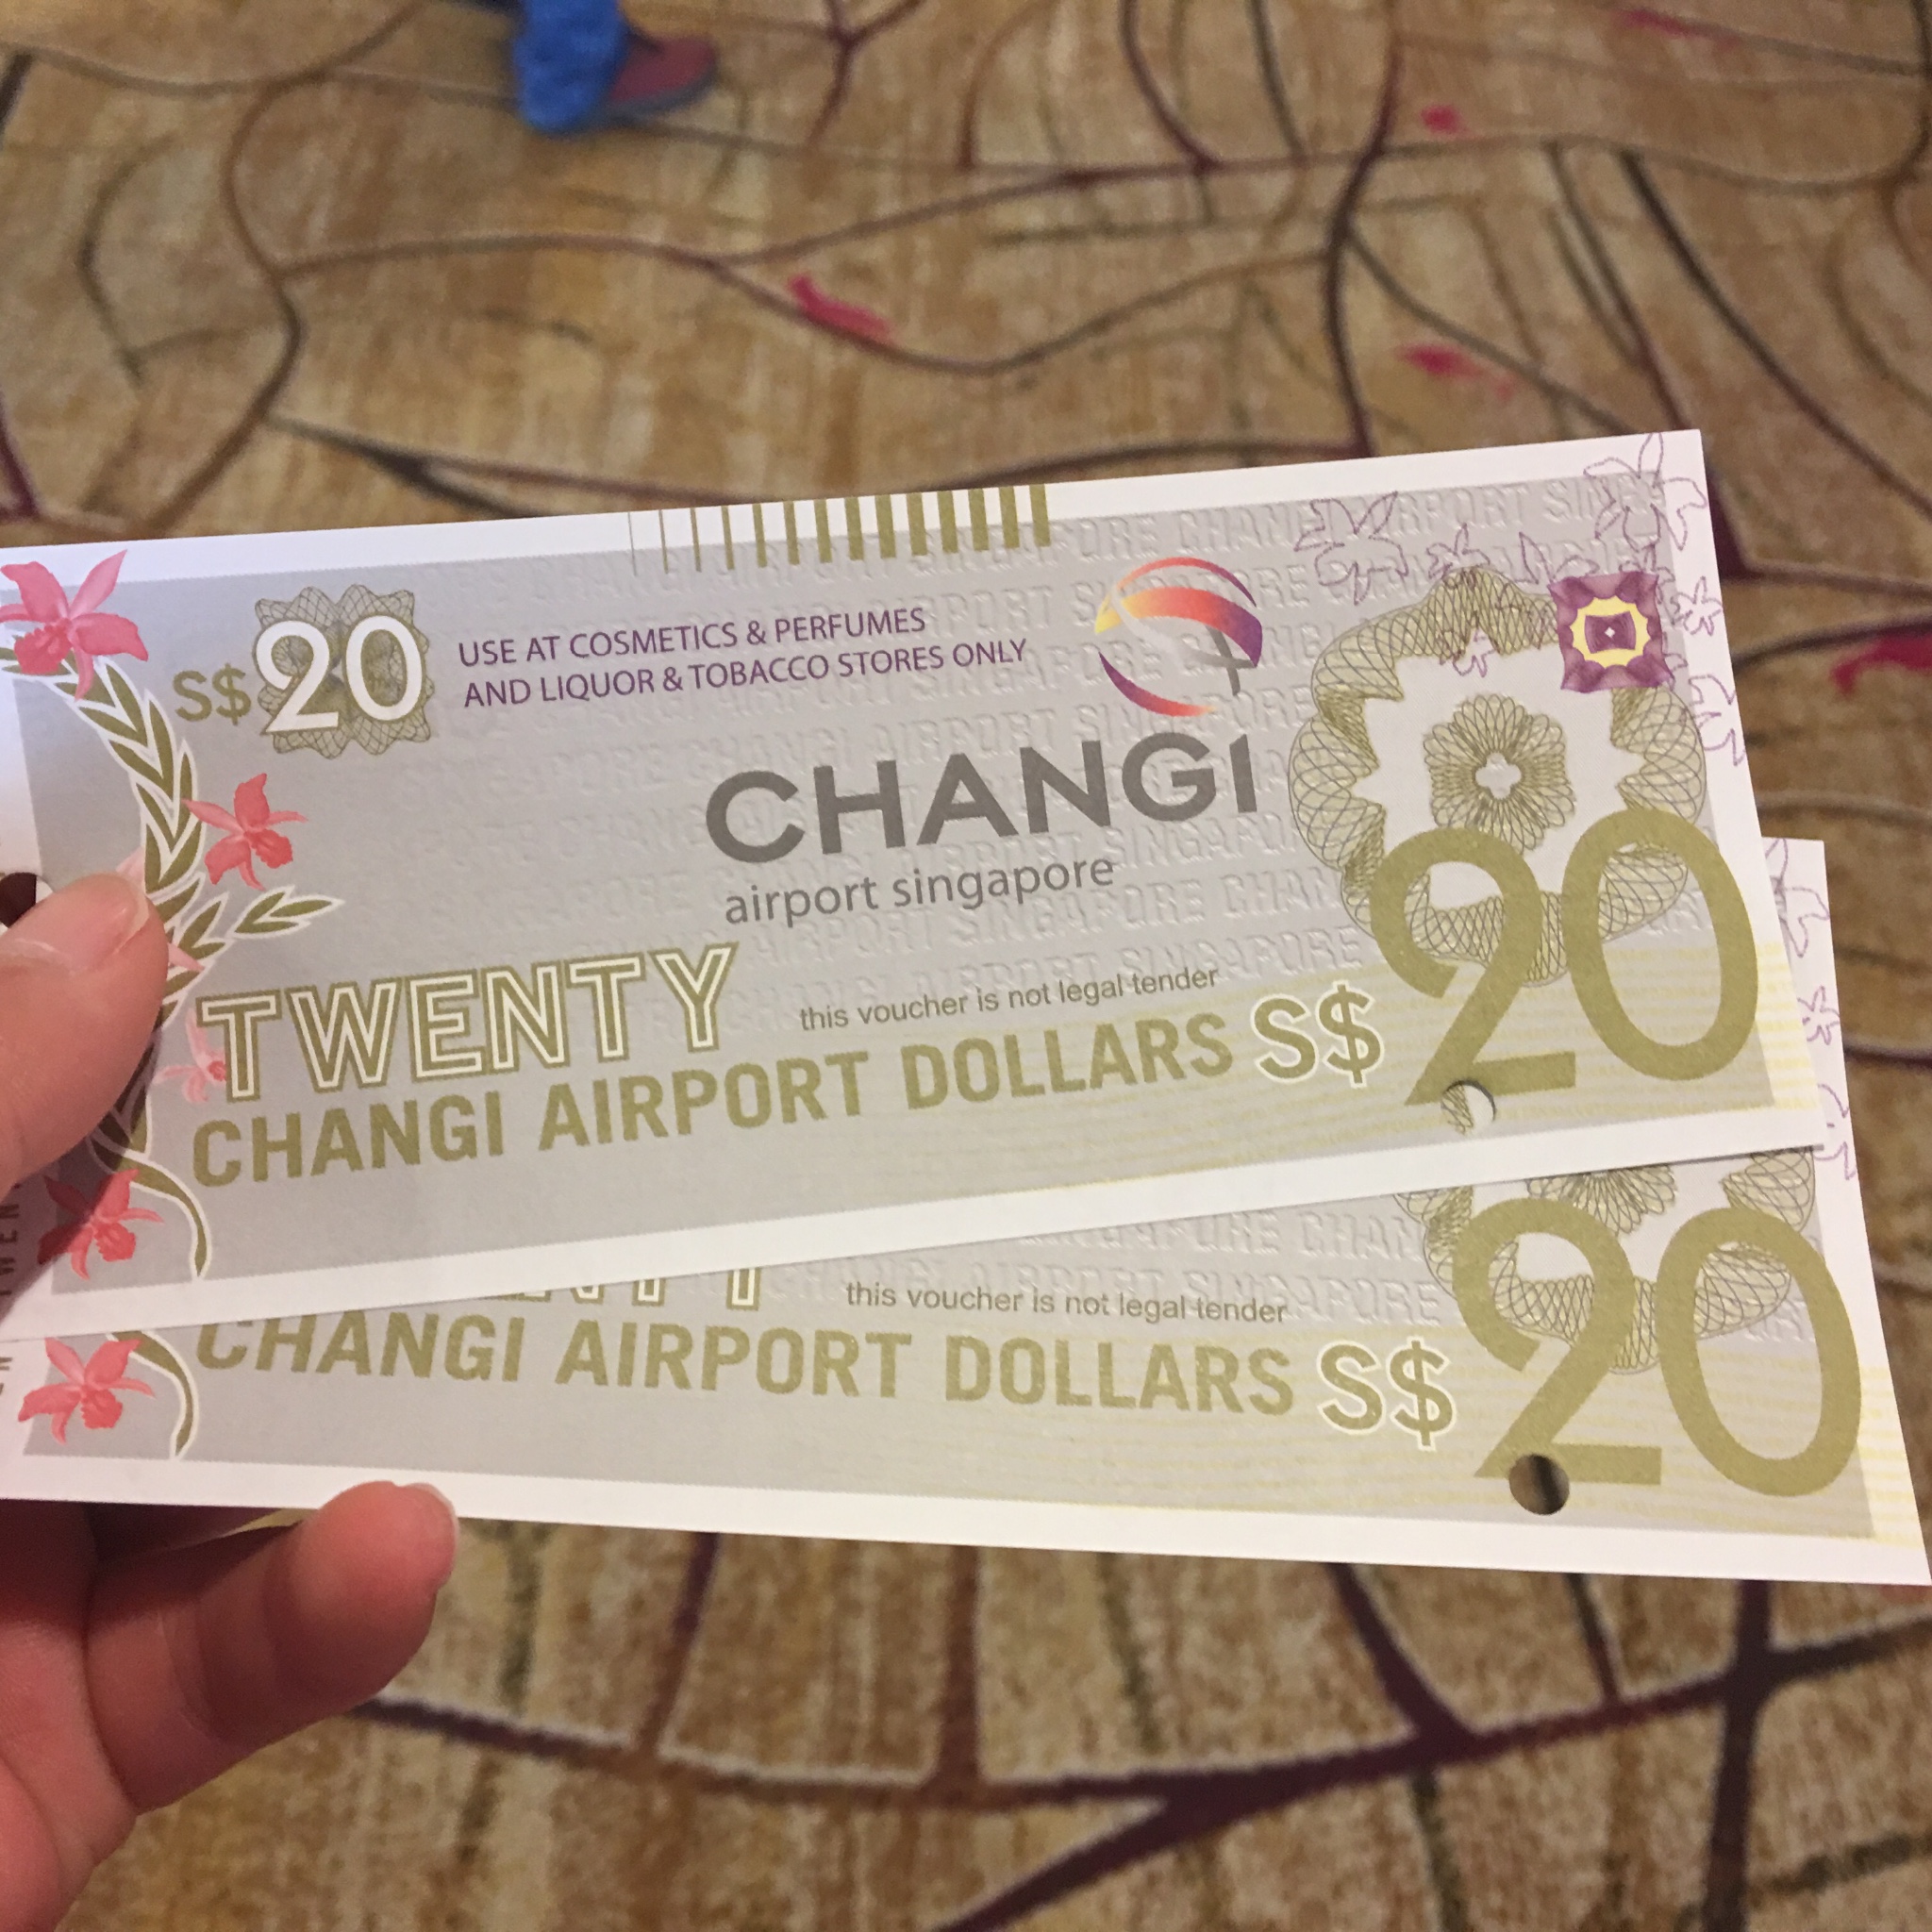 S$20
USE AT COSMETICS & PERFUMES
AND LIQUOR & TOBACCO STORES ONLY
CHANGI
airport singapore
TWENTY
this voucher is not legal tender
CHANGI AIRPORT DOLLARS S$20
this voucher is not legal tender
CHANGI AIRPORT DOLLARS S$20